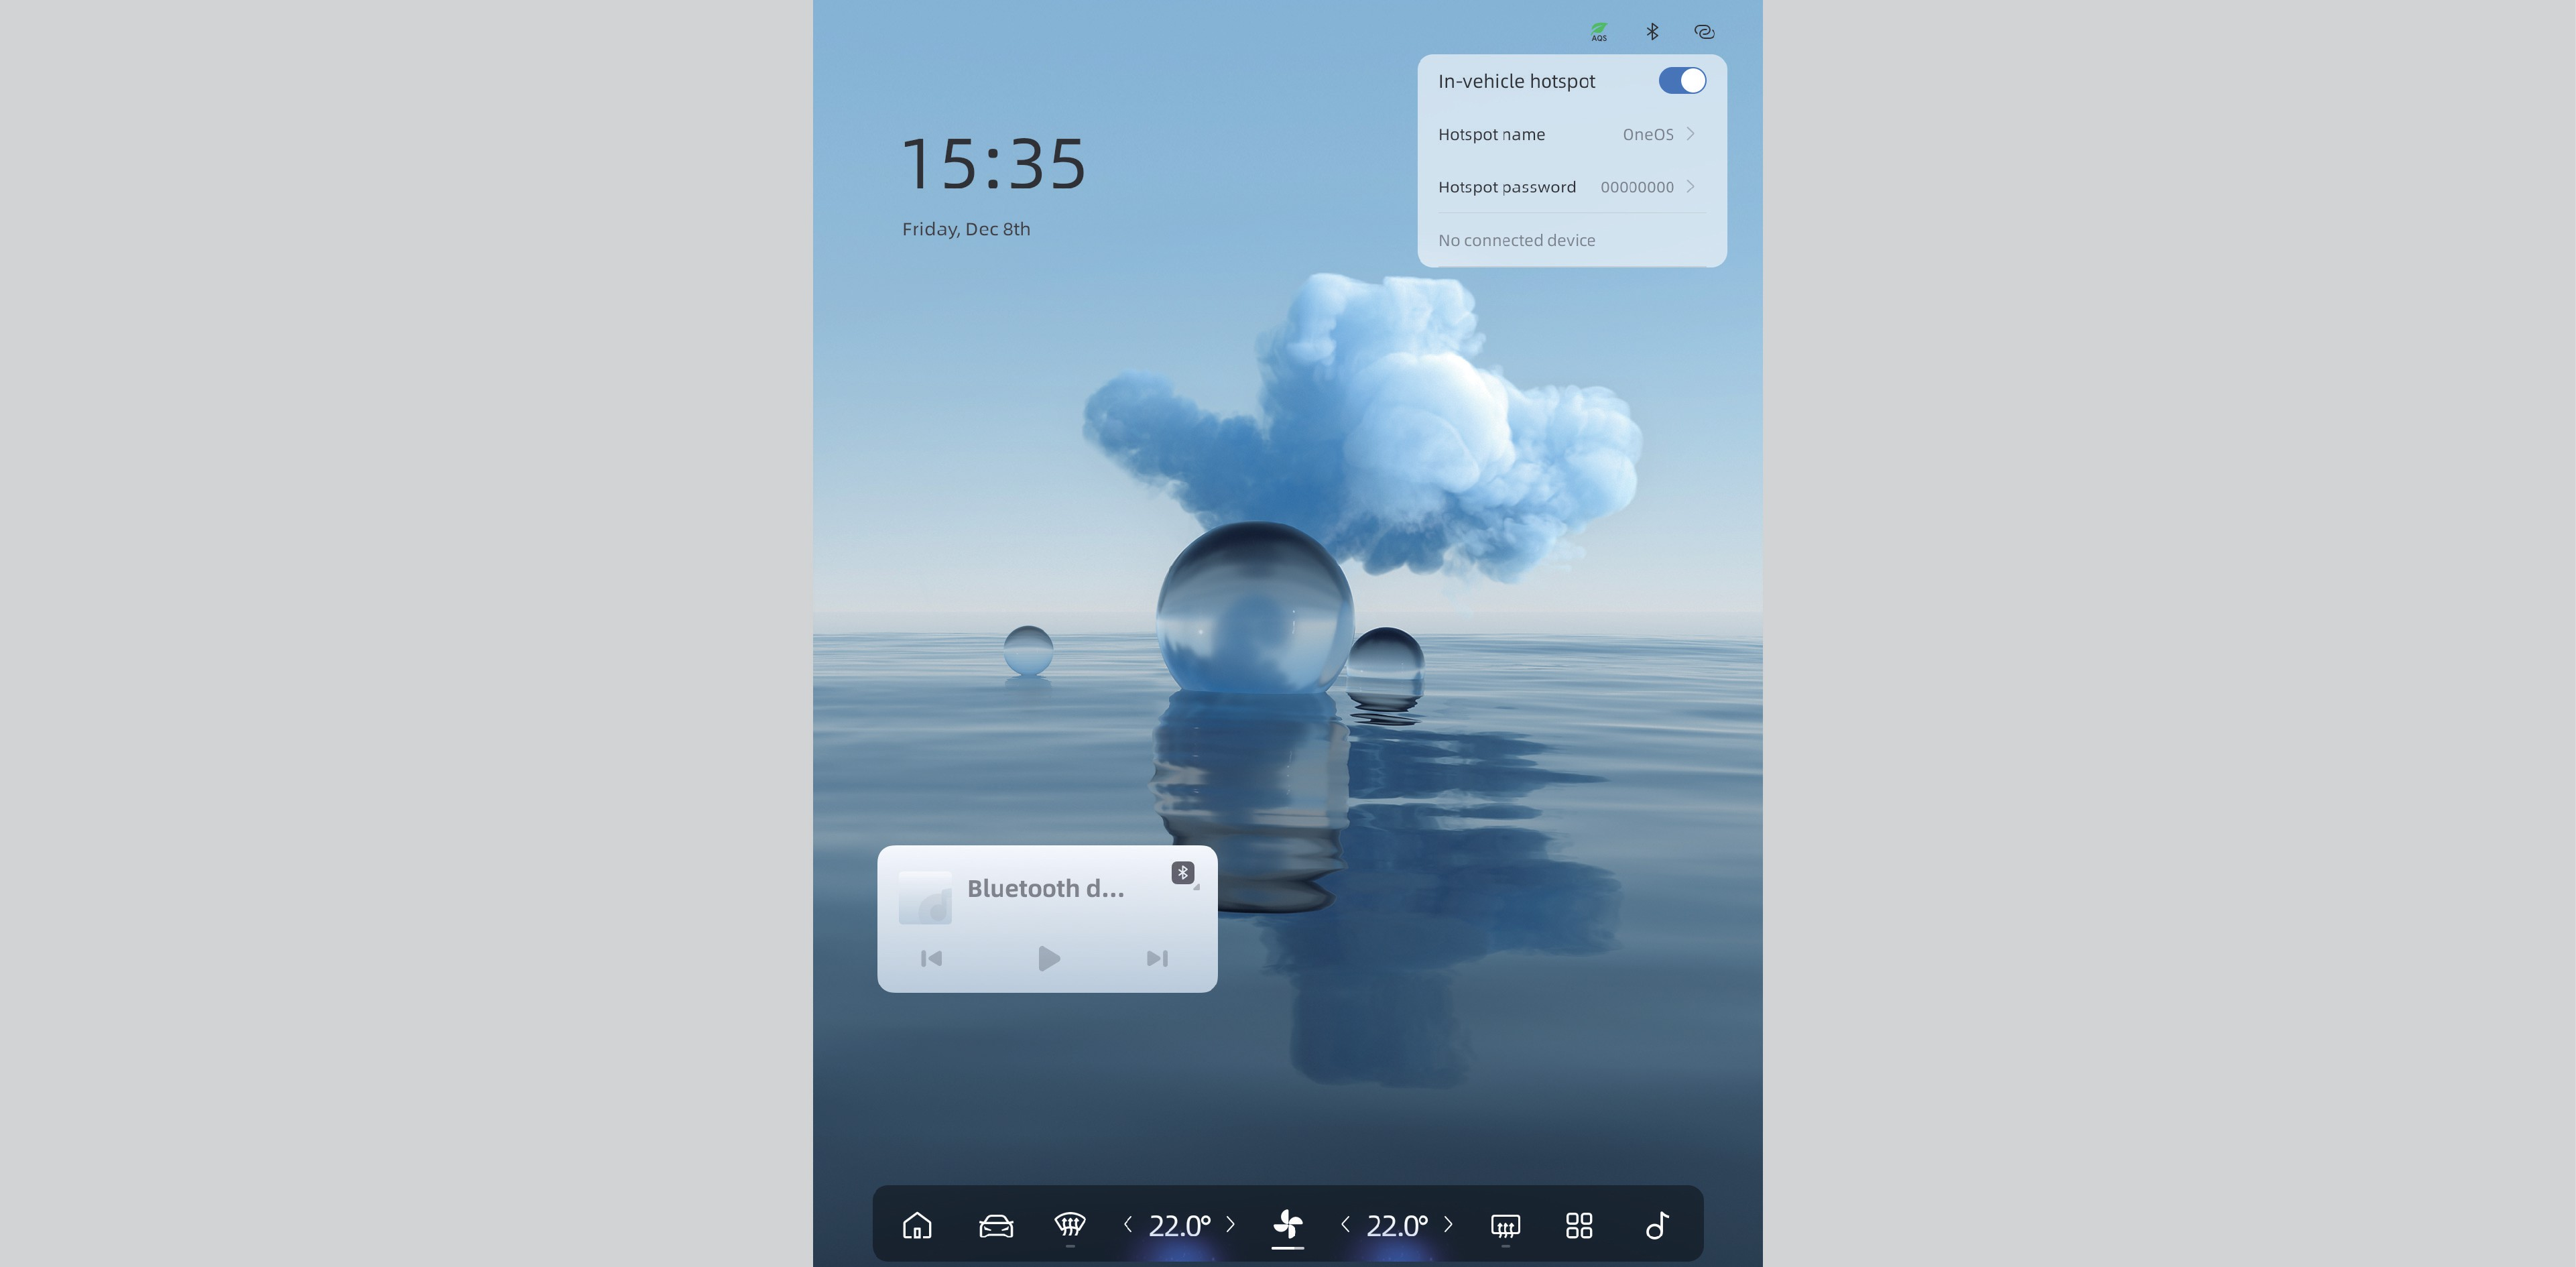 AQS
In-vehicle hotspot
Hotspot name OneOS
Hotspot password 00000000
No connected device
15:35
Friday, Dec 8th
Bluetooth d...
22.0° 22.0°